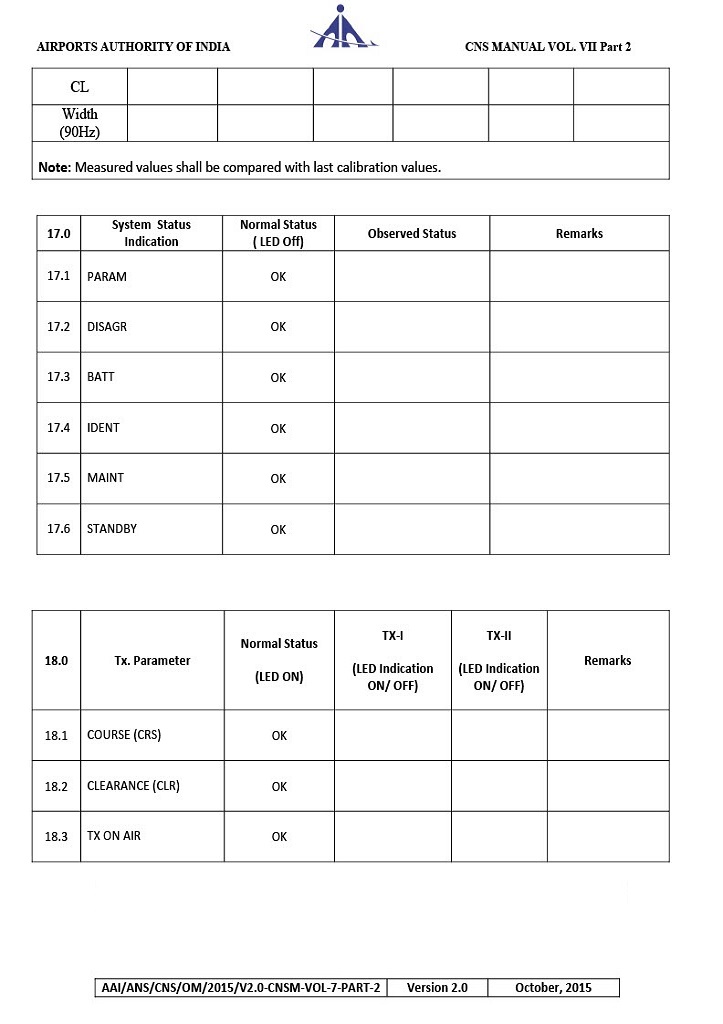 AIRPORTS AUTHORITY OF INDIA
CNS MANUAL VOL. VII Part 2
CL
Width
(90Hz)
Note: Measured values shall be compared with last calibration values.
17.0 System Status Indication Normal Status ( LED Off) Observed Status Remarks
17.1 PARAM OK
17.2 DISAGR OK
17.3 BATT OK
17.4 IDENT OK
17.5 MAINT OK
17.6 STANDBY OK
18.0 Tx. Parameter Normal Status (LED ON) TX-I (LED Indication ON/ OFF) TX-II (LED Indication ON/ OFF) Remarks
18.1 COURSE (CRS) OK
18.2 CLEARANCE (CLR) OK
18.3 TX ON AIR OK
AAI/ANS/CNS/OM/2015/V2.0-CNSM-VOL-7-PART-2 Version 2.0 October, 2015